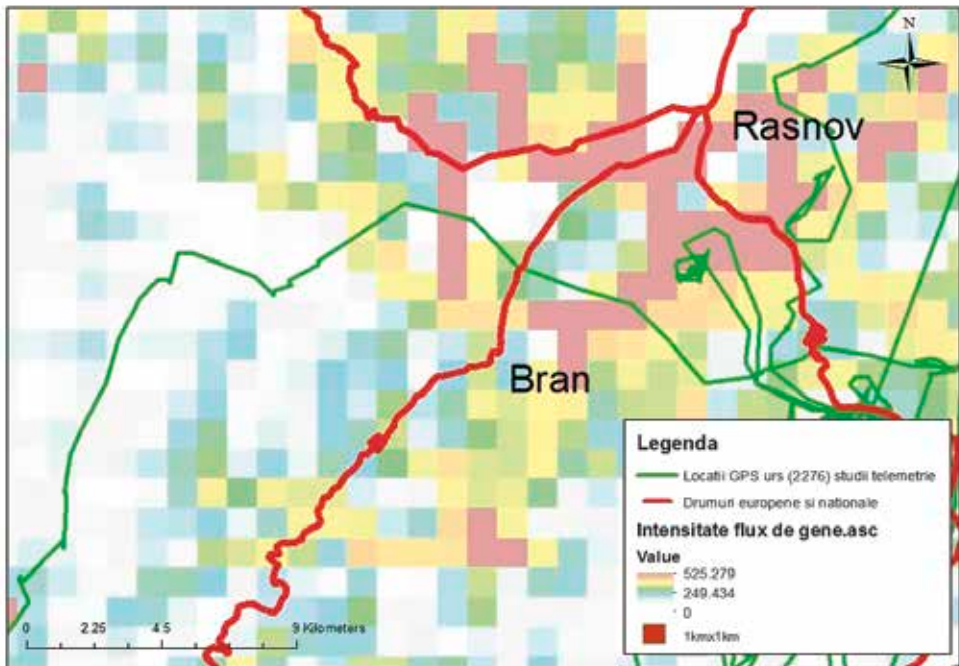 N
Rasnov
Bran
Legenda
Locatii GPS urs (2276) studii telemetrie
Drumuri europene si nationale
Intensitate flux de gene.asc
Value
525.279
249.434
0
1kmx1km
0 2.25 4.5 9 Kilometers